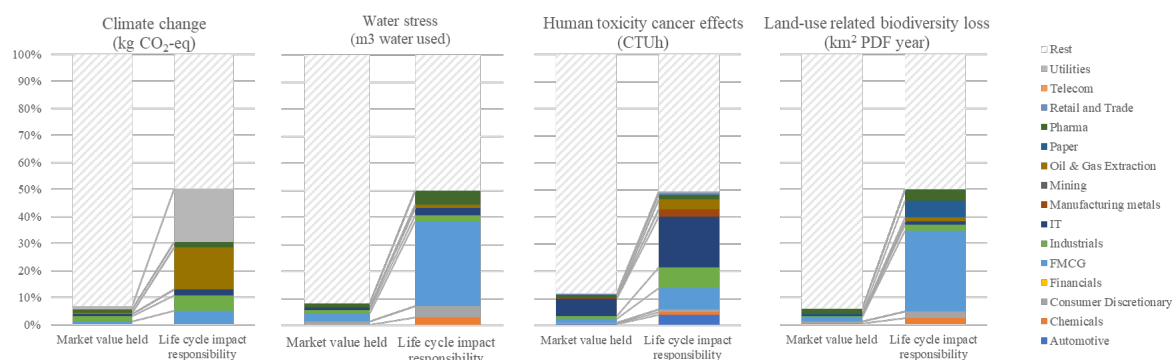 Climate change
(kg CO₂-eq)
Water stress
(m3 water used)
Human toxicity cancer effects
(CTUh)
Land-use related biodiversity loss
(km² PDF year)
100%
90%
80%
70%
60%
50%
40%
30%
20%
10%
0%
Market value held
Life cycle impact
responsibility
Market value held
Life cycle impact
responsibility
Market value held
Life cycle impact
responsibility
Market value held
Life cycle impact
responsibility
Rest
Utilities
Telecom
Retail and Trade
Pharma
Paper
Oil & Gas Extraction
Mining
Manufacturing metals
IT
Industrials
FMCG
Financials
Consumer Discretionary
Chemicals
Automotive